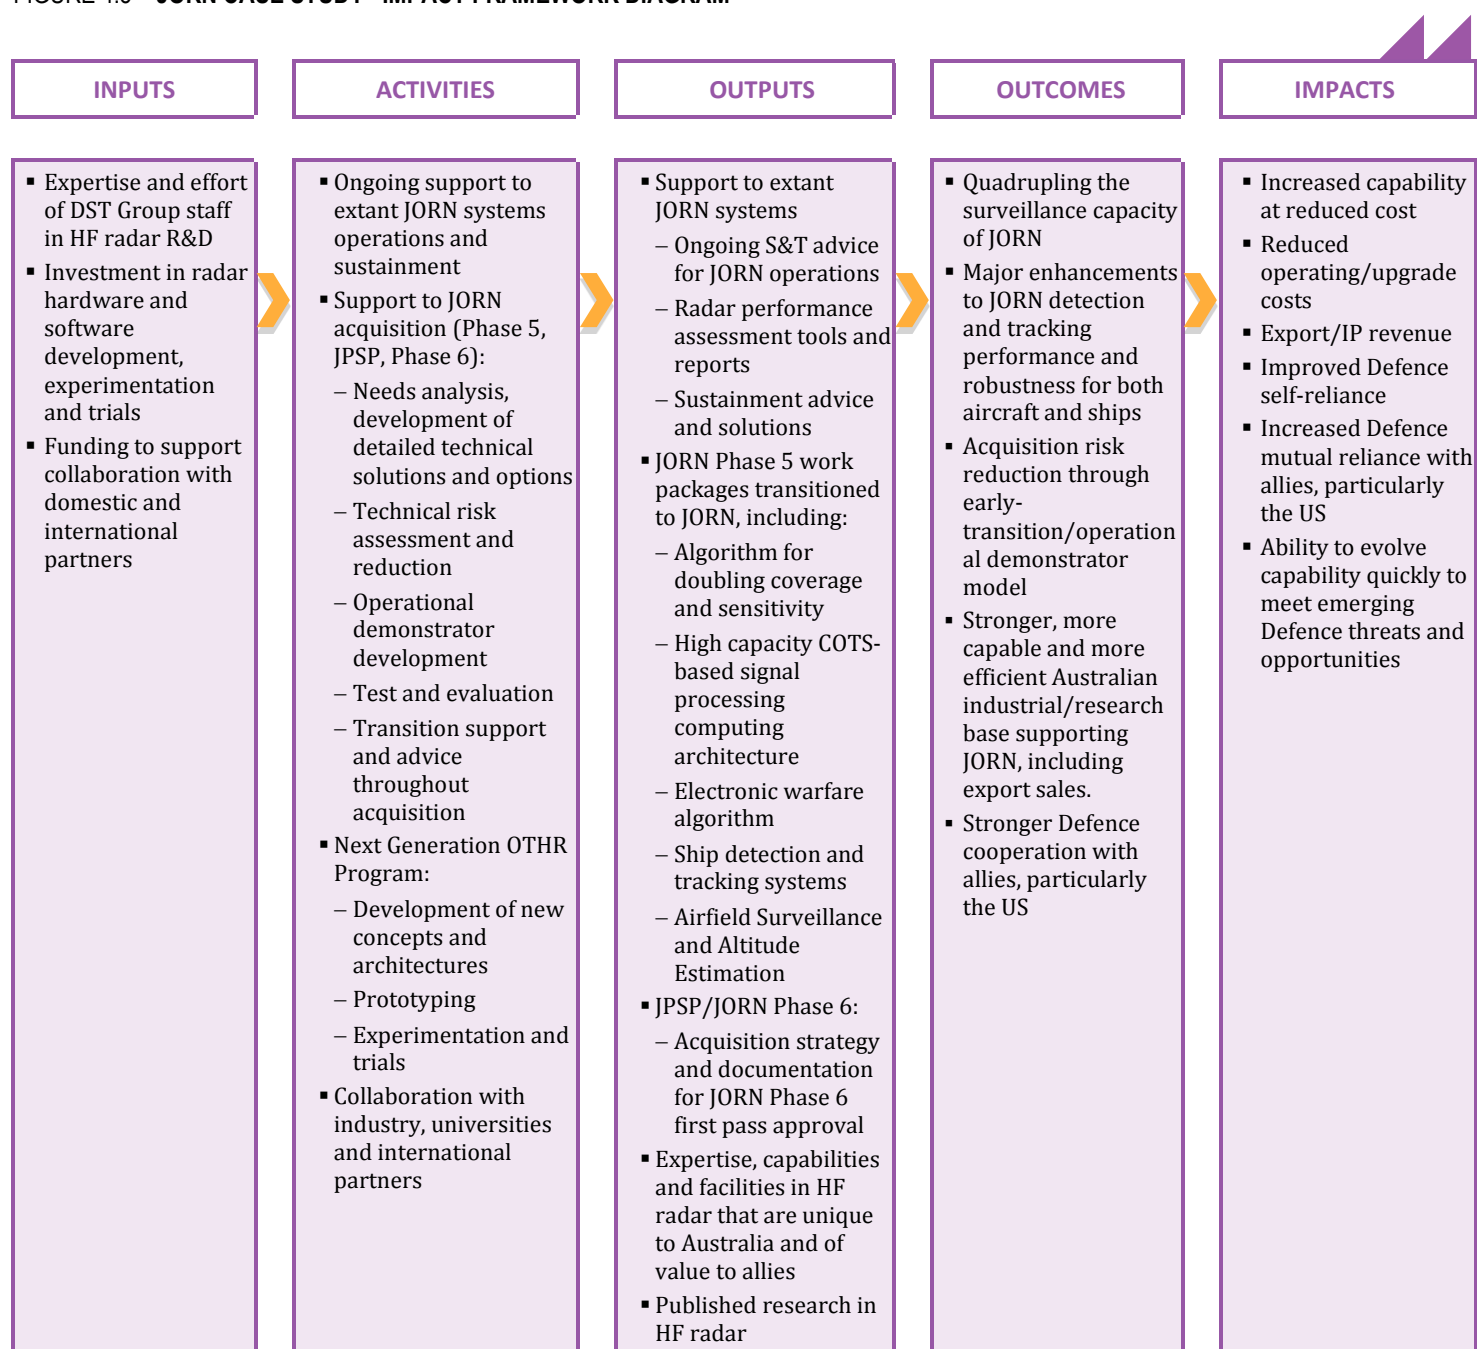 INPUTS
ACTIVITIES
OUTPUTS
OUTCOMES
IMPACTS
▪ Expertise and effort
of DST Group staff
in HF radar R&D
▪ Investment in radar
hardware and
software
development,
experimentation
and trials
▪ Funding to support
collaboration with
domestic and
international
partners
▪ Ongoing support to
extant JORN systems
operations and
sustainment
▪ Support to JORN
acquisition (Phase 5,
JPSP, Phase 6):
– Needs analysis,
development of
detailed technical
solutions and options
– Technical risk
assessment and
reduction
– Operational
demonstrator
development
– Test and evaluation
– Transition support
and advice
throughout
acquisition
▪ Next Generation OTHR
Program:
– Development of new
concepts and
architectures
– Prototyping
– Experimentation and
trials
▪ Collaboration with
industry, universities
and international
partners
▪ Support to extant
JORN systems
– Ongoing S&T advice
for JORN operations
– Radar performance
assessment tools and
reports
– Sustainment advice
and solutions
▪ JORN Phase 5 work
packages transitioned
to JORN, including:
– Algorithm for
doubling coverage
and sensitivity
– High capacity COTS-
based signal
processing
computing
architecture
– Electronic warfare
algorithm
– Ship detection and
tracking systems
– Airfield Surveillance
and Altitude
Estimation
▪ JPSP/JORN Phase 6:
– Acquisition strategy
and documentation
for JORN Phase 6
first pass approval
▪ Expertise, capabilities
and facilities in HF
radar that are unique
to Australia and of
value to allies
▪ Published research in
HF radar
▪ Quadrupling the
surveillance capacity
of JORN
▪ Major enhancements
to JORN detection
and tracking
performance and
robustness for both
aircraft and ships
▪ Acquisition risk
reduction through
early-
transition/operation
al demonstrator
model
▪ Stronger, more
capable and more
efficient Australian
industrial/research
base supporting
JORN, including
export sales.
▪ Stronger Defence
cooperation with
allies, particularly
the US
▪ Increased capability
at reduced cost
▪ Reduced
operating/upgrade
costs
▪ Export/IP revenue
▪ Improved Defence
self-reliance
▪ Increased Defence
mutual reliance with
allies, particularly
the US
▪ Ability to evolve
capability quickly to
meet emerging
Defence threats and
opportunities